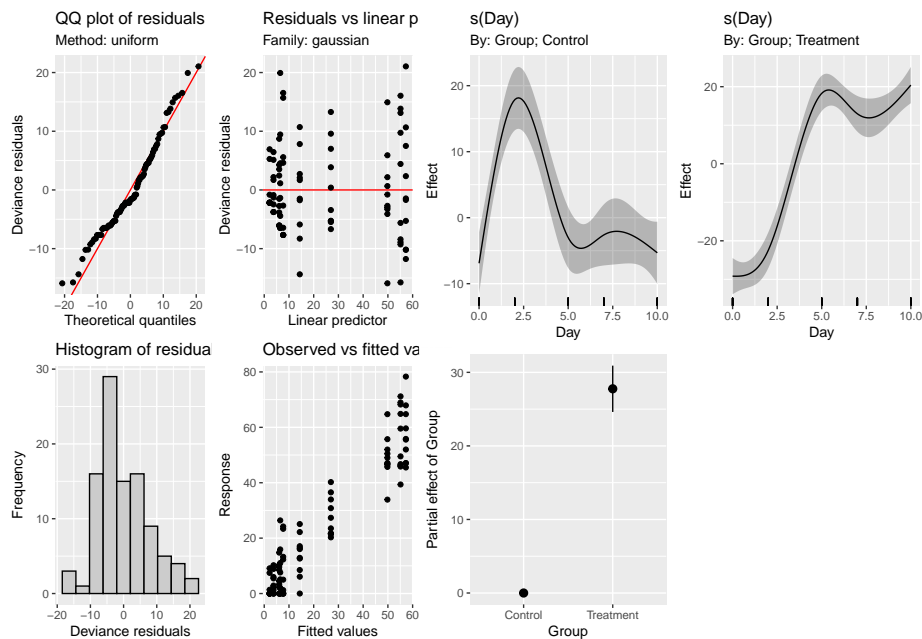 QQ plot of residuals
Method: uniform
20
10
0
−10
−20
−10
0
10
20
Theoretical quantiles
Deviance residuals
Residuals vs linear p
Family: gaussian
20
10
0
−10
0
10
20
30
40
50
60
Linear predictor
Deviance residuals
s(Day)
By: Group; Control
20
10
0
−10
0.0
2.5
5.0
7.5
10.0
Day
Effect
s(Day)
By: Group; Treatment
20
0
−20
0.0
2.5
5.0
7.5
10.0
Day
Effect
Histogram of residual
30
20
10
0
−20
−10
0
10
20
Deviance residuals
Frequency
Observed vs fitted va
80
70
60
50
40
30
20
10
0
0
10
20
30
40
50
60
Fitted values
Response
30
20
10
0
Control
Treatment
Group
Partial effect of Group